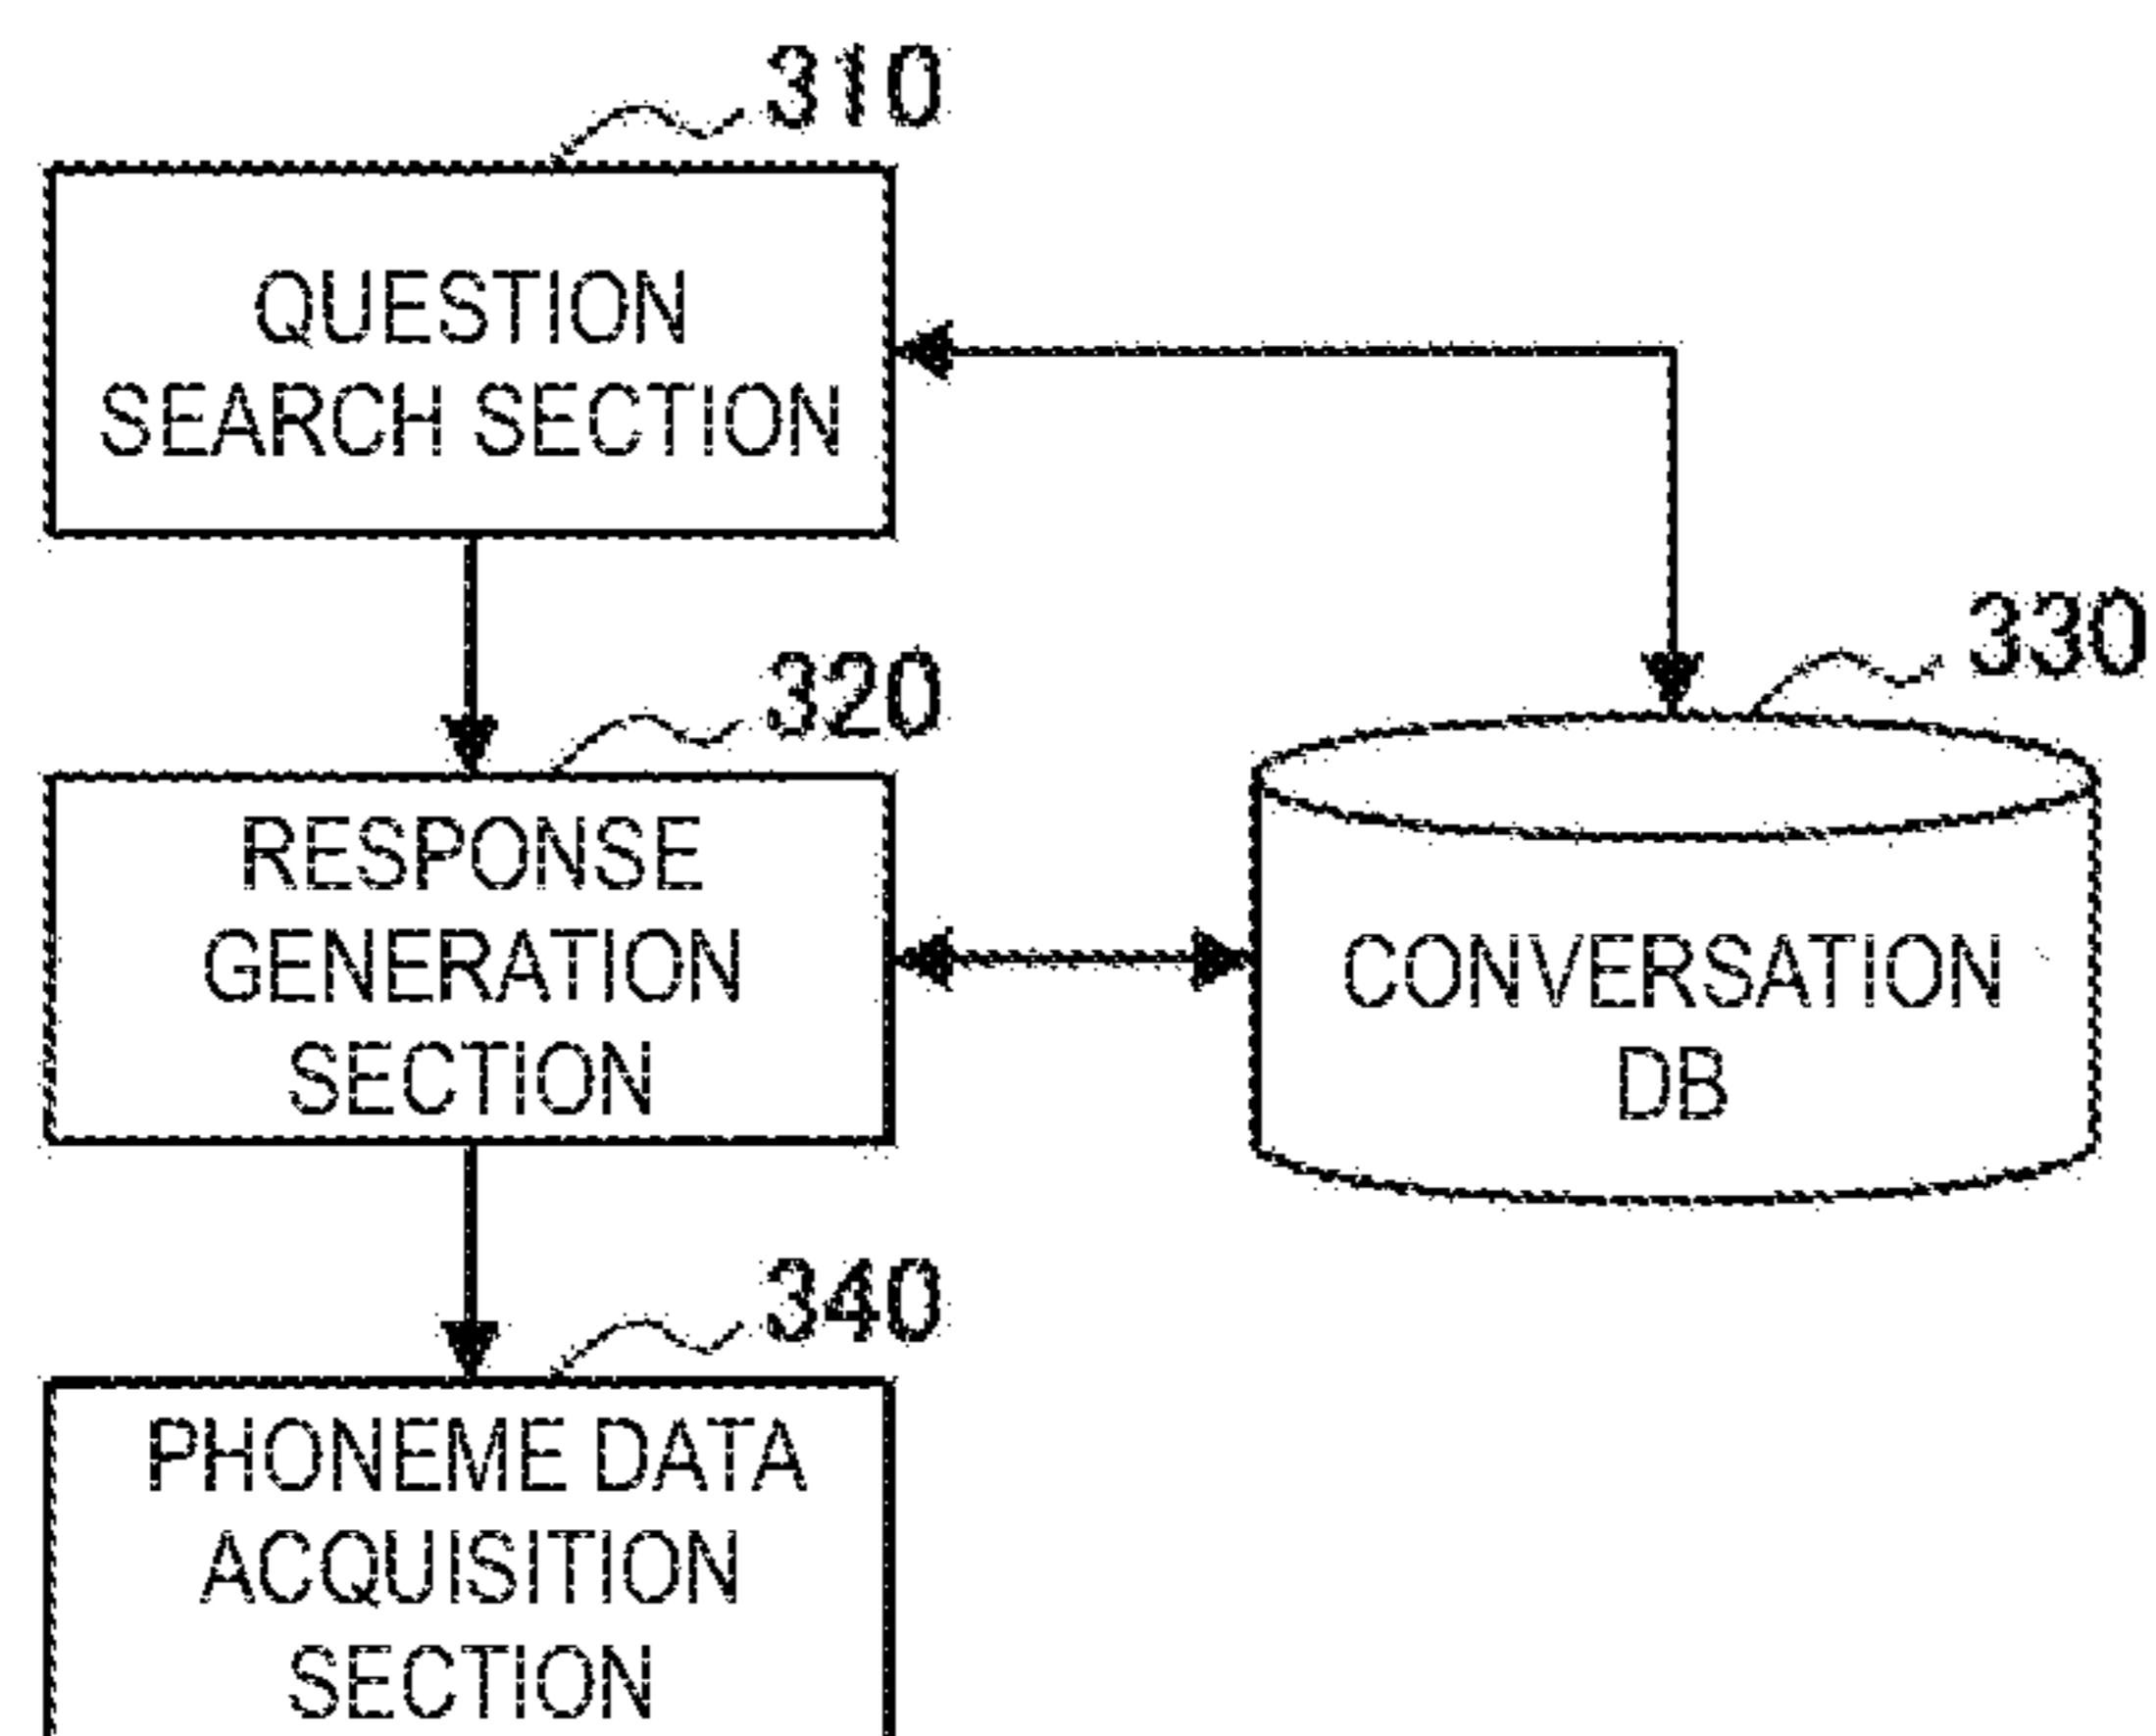 310
QUESTION
SEARCH SECTION
320
RESPONSE
GENERATION
SECTION
330
CONVERSATION
DB
340
PHONEME DATA
ACQUISITION
SECTION